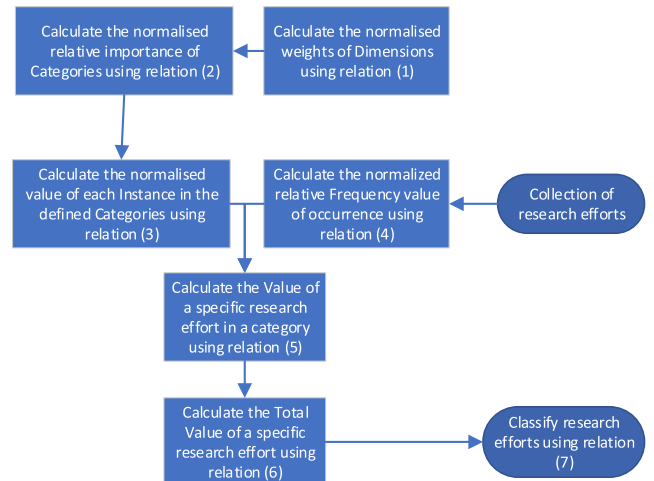 Calculate the normalised
relative importance of
Categories using relation (2)
Calculate the normalised
weights of Dimensions
using relation (1)
Calculate the normalised
value of each Instance in the
defined Categories using
relation (3)
Calculate the normalized
relative Frequency value
of occurrence using
relation (4)
Collection of
research efforts
Calculate the Value of
a specific research
effort in a category
using relation (5)
Calculate the Total
Value of a specific
research effort using
relation (6)
Classify research
efforts using relation
(7)